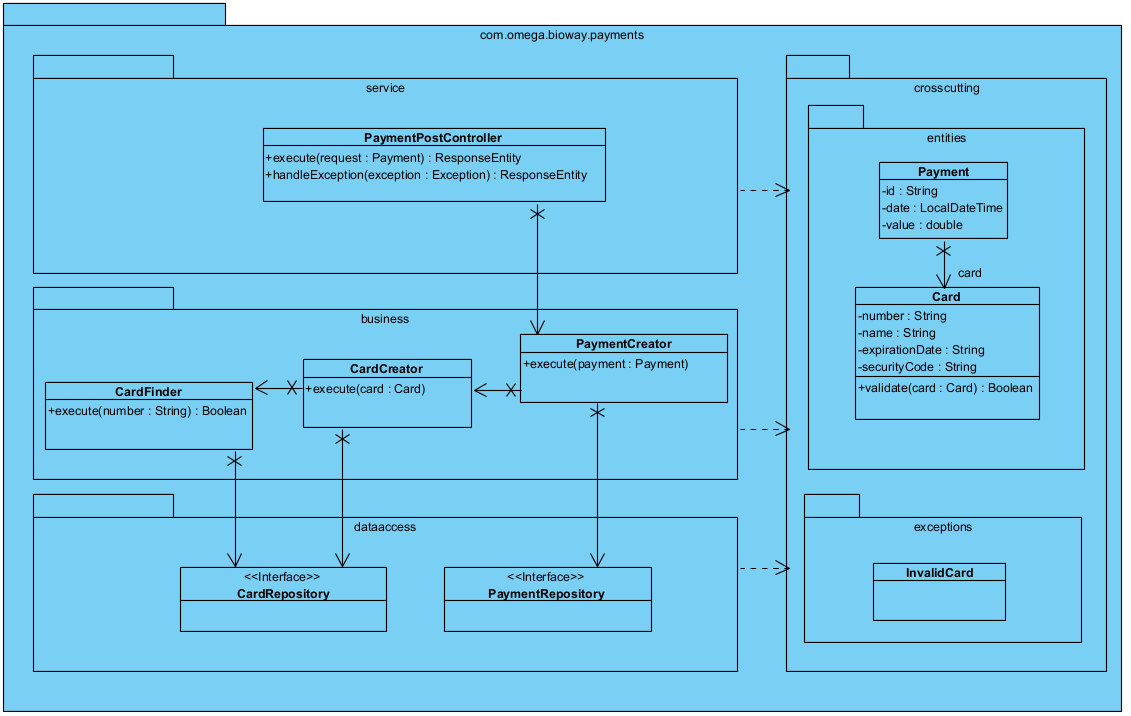 com.omega.bioway.payments
service
PaymentPostController
+execute(request : Payment) : ResponseEntity
+handleException(exception : Exception) : ResponseEntity
business
PaymentCreator
+execute(payment : Payment)
CardCreator
+execute(card : Card)
CardFinder
+execute(number : String) : Boolean
dataaccess
<<Interface>>
CardRepository
<<Interface>>
PaymentRepository
crosscutting
entities
Payment
-id : String
-date : LocalDateTime
-value : double
card
Card
-number : String
-name : String
-expirationDate : String
-securityCode : String
+validate(card : Card) : Boolean
exceptions
InvalidCard